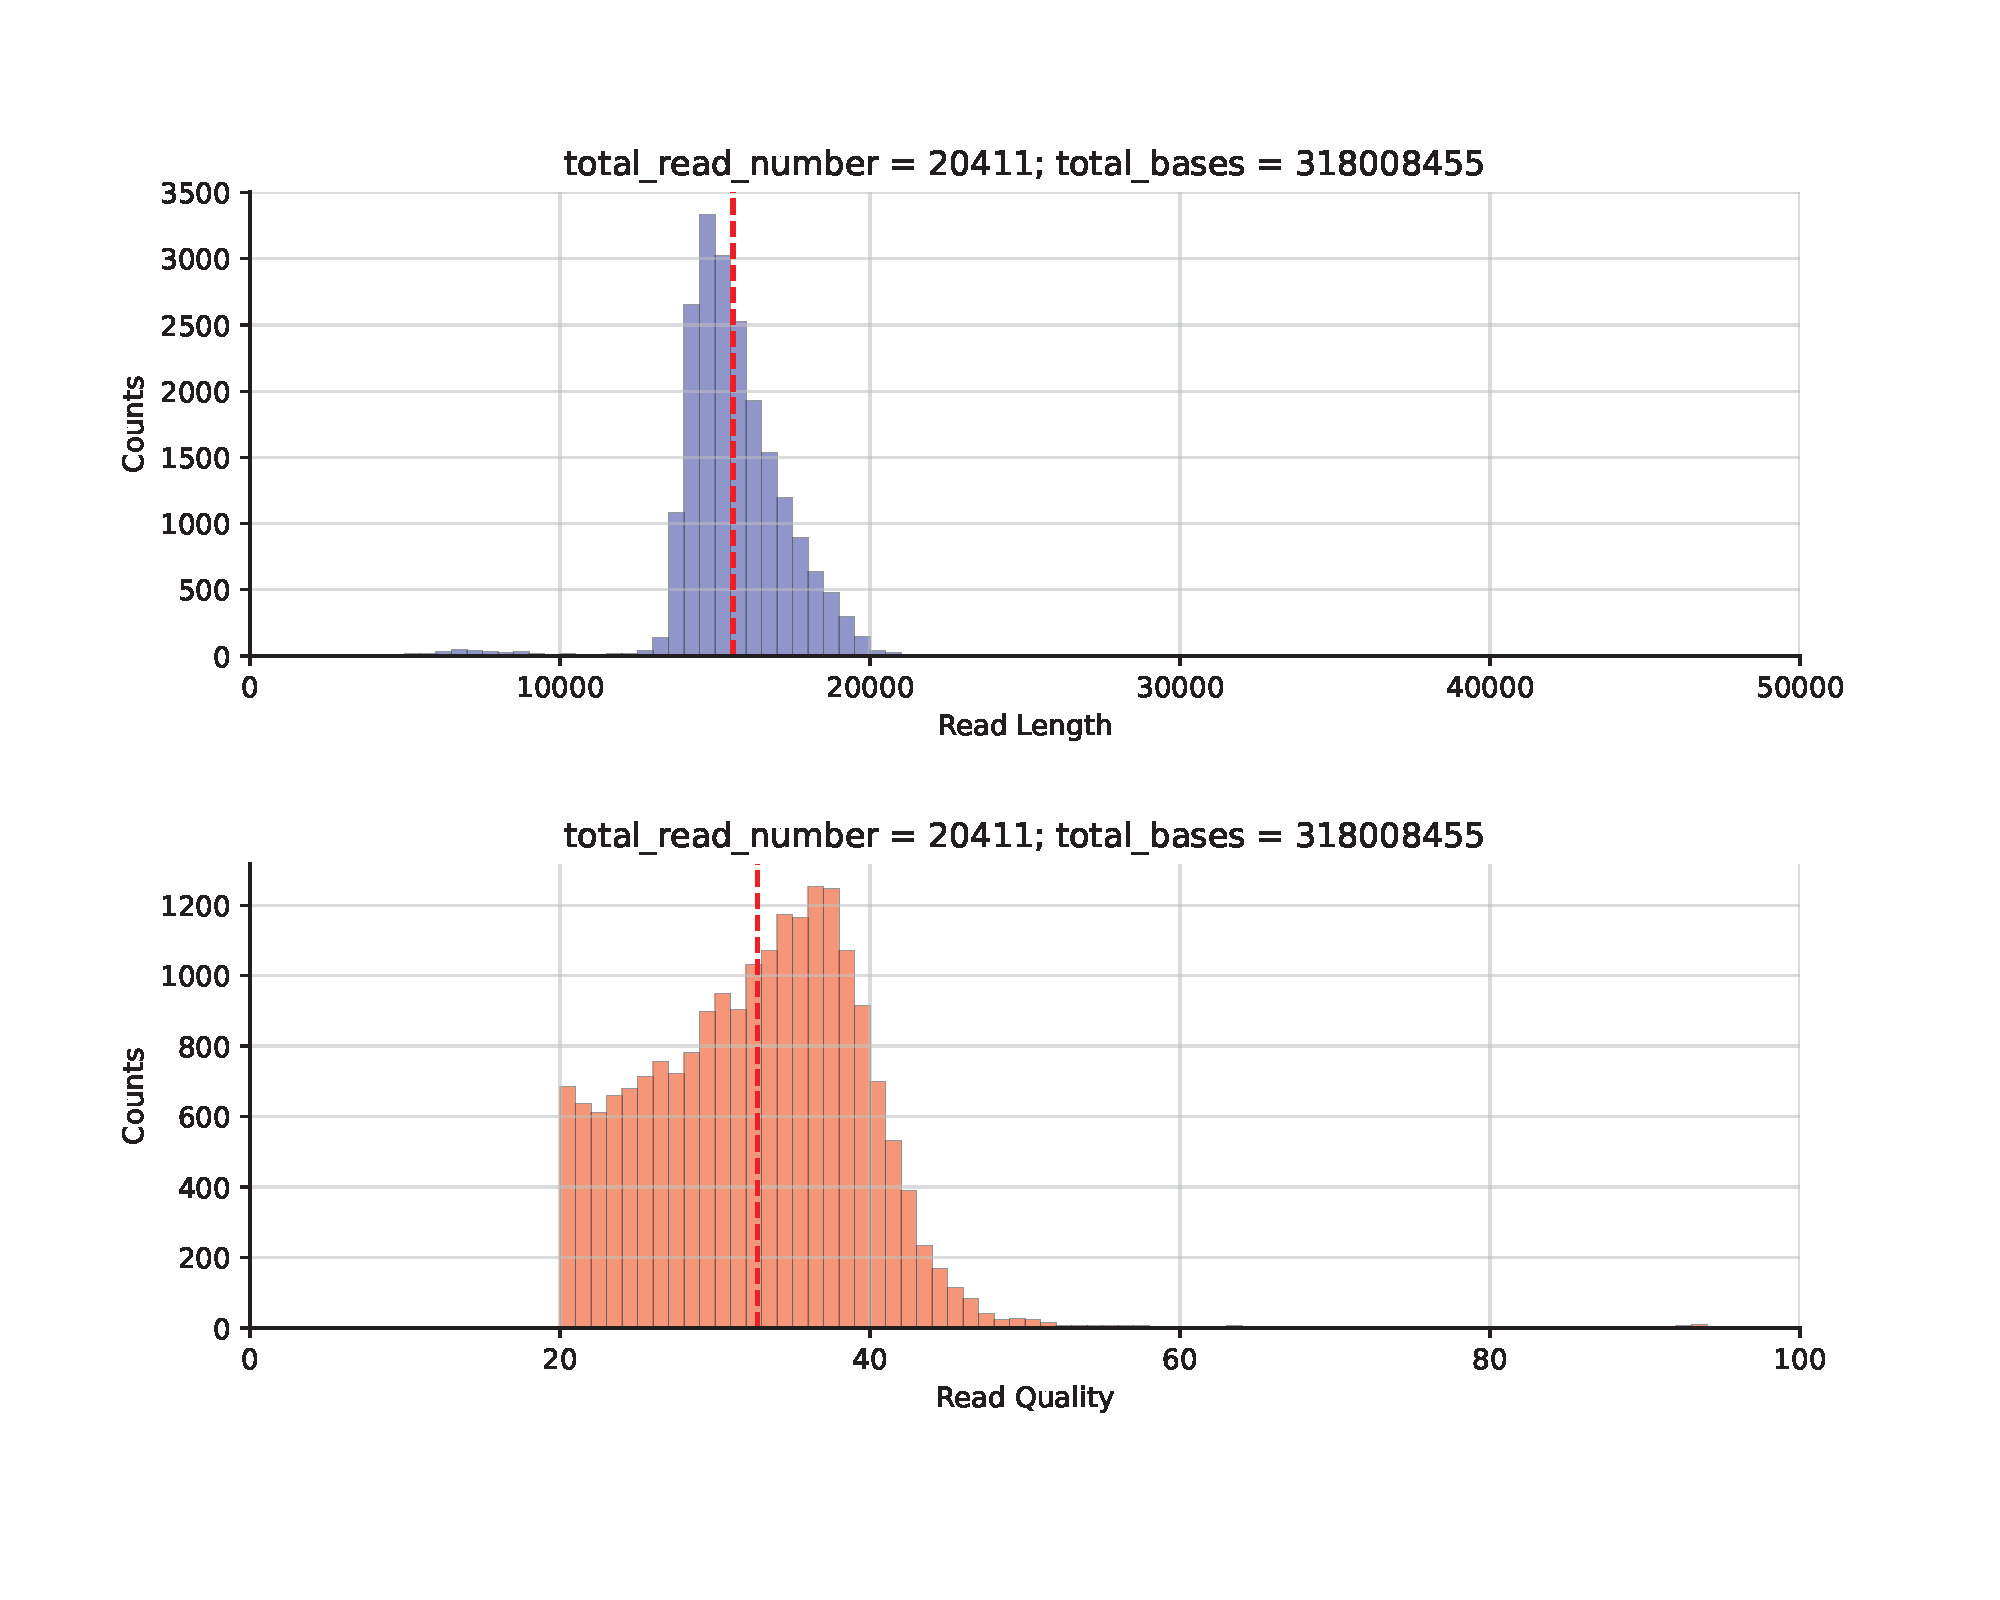 total_read_number = 20411; total_bases = 318008455
3500
3000
2500
2000
1500
1000
500
0
Counts
0 10000 20000 30000 40000 50000
Read Length
total_read_number = 20411; total_bases = 318008455
1200
1000
800
600
400
200
0
Counts
0 20 40 60 80 100
Read Quality